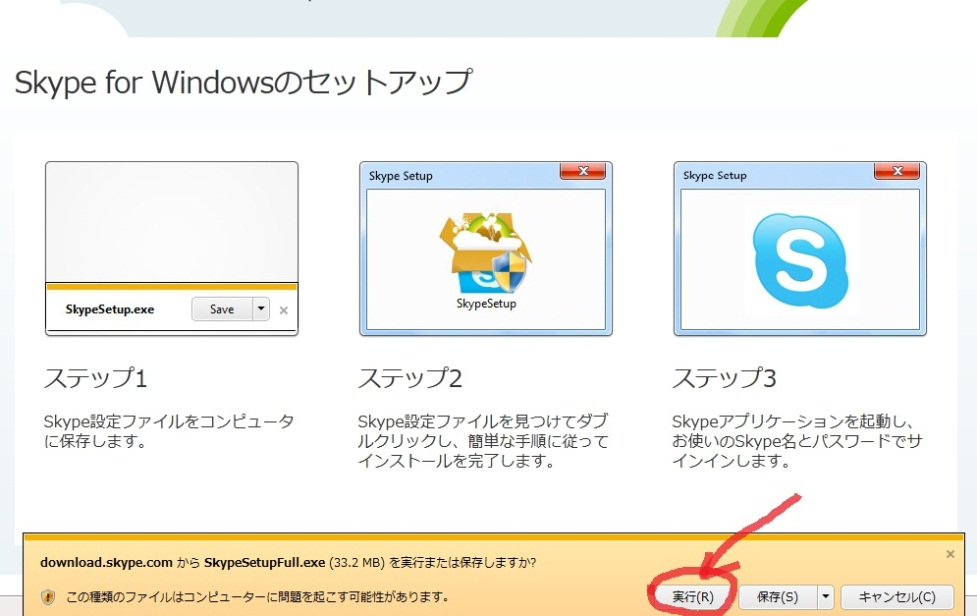 Skype for Windowsのセットアップ
SkypeSetup.exe Save
Skype Setup
SkypeSetup
Skype Setup
S
ステップ1
Skype設定ファイルをコンピュータ
に保存します。
ステップ2
Skype設定ファイルを見つけてダブ
ルクリックし、簡単な手順に従って
インストールを完了します。
ステップ3
Skypeアプリケーションを起動し、
お使いのSkype名とパスワードでサ
インインします。
download.skype.com から SkypeSetupFull.exe (33.2 MB) を実行または保存しますか?
この種類のファイルはコンピューターに問題を起こす可能性があります。
実行(R) 保存(S) キャンセル(C)